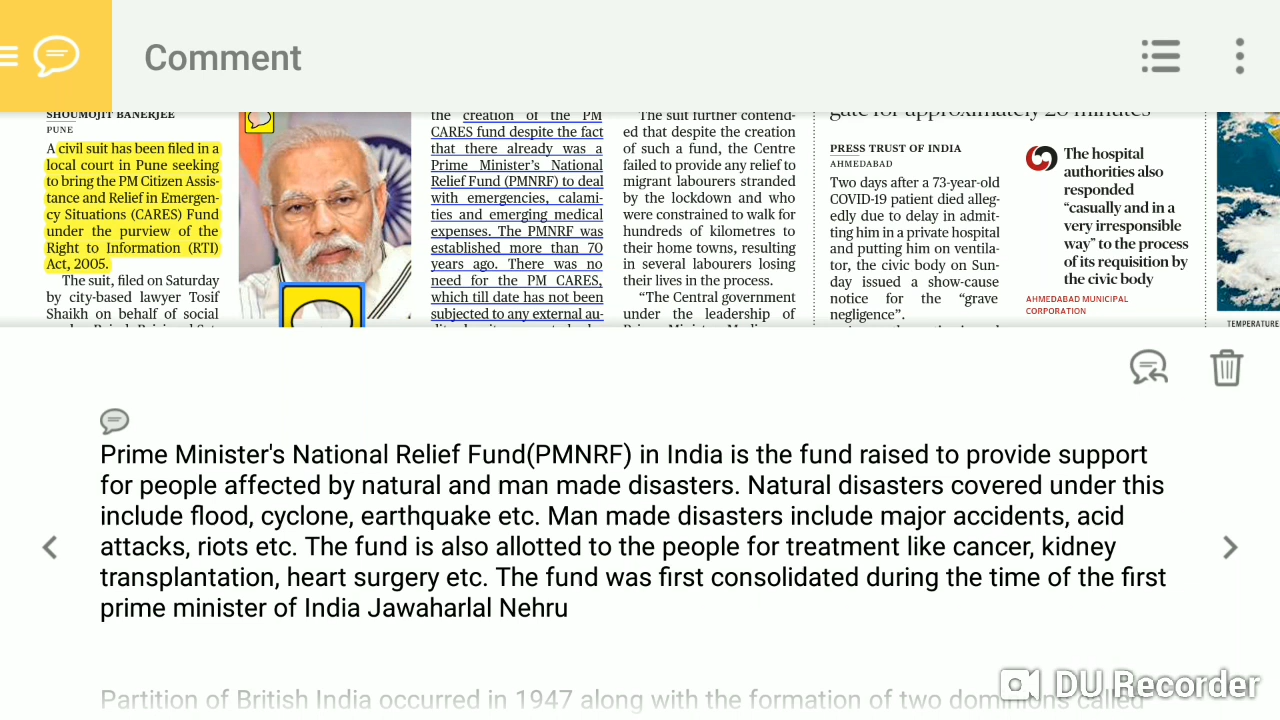 Comment
SHOUMOJIT BANERJEE
PUNE
A civil suit has been filed in a
local court in Pune seeking
to bring the PM Citizen Assis-
tance and Relief in Emergen-
cy Situations (CARES) Fund
under the purview of the
Right to Information (RTI)
Act, 2005.
The suit, filed on Saturday
by city-based lawyer Tosif
Shaikh on behalf of social
the creation of the PM
CARES fund despite the fact
that there already was a
Prime Minister's National
Relief Fund (PMNRF) to deal
with emergencies, calami-
ties and emerging medical
expenses. The PMNRF was
established more than 70
years ago. There was no
need for the PM CARES,
which till date has not been
subjected to any external au-
The suit further contend-
ed that despite the creation
of such a fund, the Centre
failed to provide any relief to
migrant labourers stranded
by the lockdown and who
were constrained to walk for
hundreds of kilometres to
their home towns, resulting
in several labourers losing
their lives in the process.
“The Central government
under the leadership of
gate for approximately 20 minutes
PRESS TRUST OF INDIA
AHMEDABAD
Two days after a 73-year-old
COVID-19 patient died alleg-
edly due to delay in admit-
ting him in a private hospital
and putting him on ventila-
tor, the civic body on Sun-
day issued a show-cause
notice for the “grave
negligence”.
The hospital
authorities also
responded
“casually and in a
very irresponsible
way” to the process
of its requisition by
the civic body
AHMEDABAD MUNICIPAL
CORPORATION
TEMPERATURE
Prime Minister's National Relief Fund(PMNRF) in India is the fund raised to provide support
for people affected by natural and man made disasters. Natural disasters covered under this
include flood, cyclone, earthquake etc. Man made disasters include major accidents, acid
attacks, riots etc. The fund is also allotted to the people for treatment like cancer, kidney
transplantation, heart surgery etc. The fund was first consolidated during the time of the first
prime minister of India Jawaharlal Nehru
Partition of British India occurred in 1947 along with the formation of two dominions called
DU Recorder